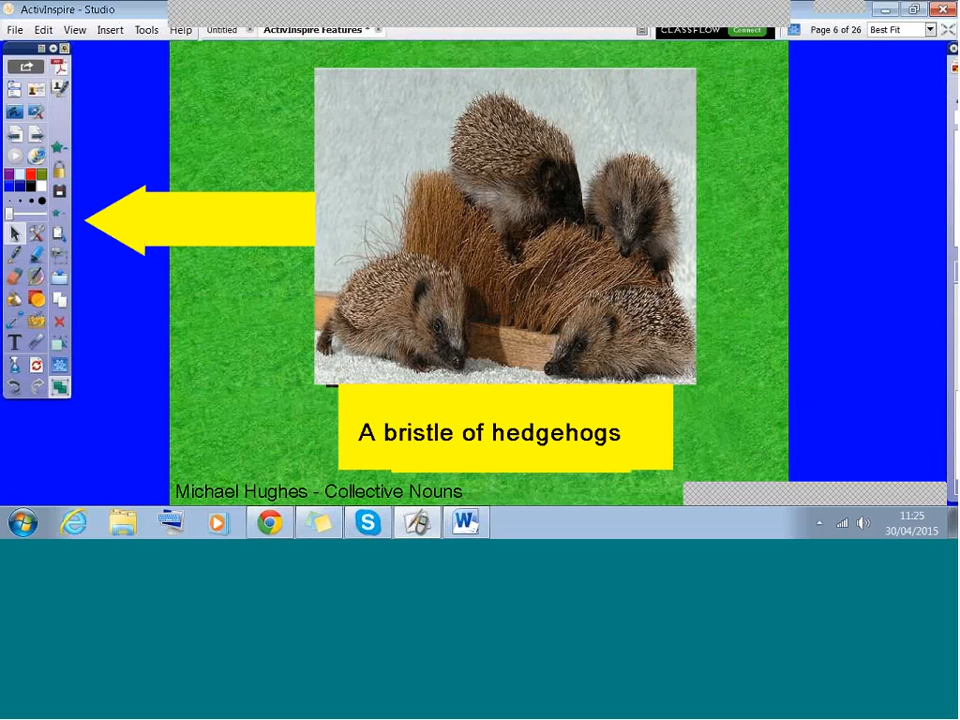 ActivInspire - Studio
File Edit View Insert Tools Help
Untitled
ActivInspire Features *
CLASSFLOW
Connect
Page 6 of 26
Best Fit
A bristle of hedgehogs
Michael Hughes - Collective Nouns
11:25
30/04/2015